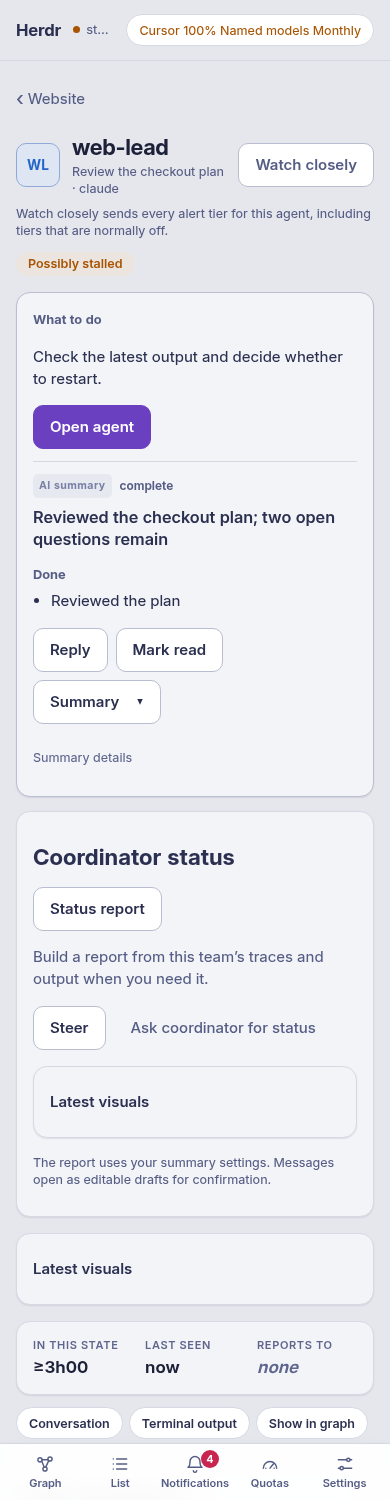 Herdr st... Cursor 100% Named models Monthly
‹ Website
WL
web-lead
Review the checkout plan
· claude
Watch closely
Watch closely sends every alert tier for this agent, including
tiers that are normally off.
Possibly stalled
What to do
Check the latest output and decide whether
to restart.
Open agent
AI summary complete
Reviewed the checkout plan; two open
questions remain
Done
• Reviewed the plan
Reply Mark read
Summary ▾
Summary details
Coordinator status
Status report
Build a report from this team’s traces and
output when you need it.
Steer Ask coordinator for status
Latest visuals
The report uses your summary settings. Messages
open as editable drafts for confirmation.
Latest visuals
IN THIS STATE LAST SEEN REPORTS TO
≥3h00 now none
Conversation Terminal output Show in graph
4
Graph List Notifications Quotas Settings